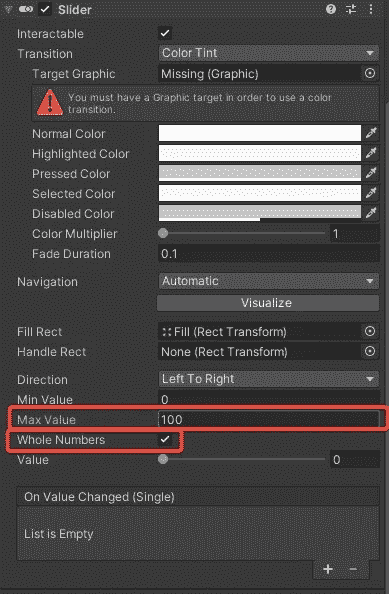 Slider
Interactable
Transition Color Tint
Target Graphic Missing (Graphic)
You must have a Graphic target in order to use a color
transition.
Normal Color
Highlighted Color
Pressed Color
Selected Color
Disabled Color
Color Multiplier 1
Fade Duration 0.1
Navigation Automatic
Visualize
Fill Rect Fill (Rect Transform)
Handle Rect None (Rect Transform)
Direction Left To Right
Min Value 0
Max Value 100
Whole Numbers
Value 0
On Value Changed (Single)
List is Empty
+ −